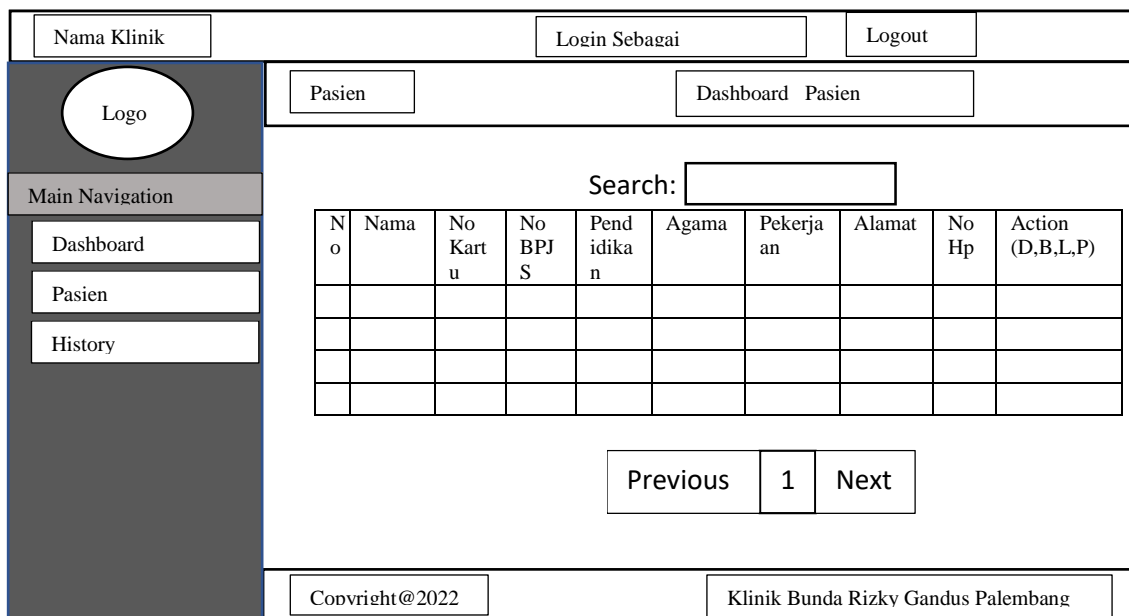 Nama Klinik
Login Sebagai
Logout
Logo
Pasien
Dashboard Pasien
Main Navigation
Dashboard
Pasien
History
Search:
N
o
Nama
No
Kart
u
No
BPJ
S
Pend
idika
n
Agama
Pekerja
an
Alamat
No
Hp
Action
(D,B,L,P)
Previous
1
Next
Copyright@2022
Klinik Bunda Rizky Gandus Palembang